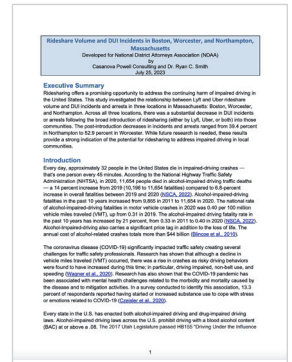 Rideshare Volume and DUI Incidents in Boston, Worcester, and Northampton,
Massachusetts
Developed for National District Attorneys Association (NDAA)
by
Casanova Powell Consulting and Dr. Ryan C. Smith
July 25, 2023
Executive Summary
Ridesharing offers a promising opportunity to address the continuing harm of impaired driving in
the United States. This study investigated the relationship between Lyft and Uber rideshare
volume and DUI incidents and arrests in three locations in Massachusetts: Boston, Worcester,
and Northampton. Across all three locations, there was a substantial decrease in DUI incidents
or arrests following the broad introduction of ridesharing (either by Lyft, Uber, or both) into those
communities. The post-introduction decreases in incidents and arrests ranged from 39.4 percent
in Northampton to 52.9 percent in Worcester. While future research is needed, these results
provide a strong indication of the potential for ridesharing to address impaired driving in local
communities.
Introduction
Every day, approximately 32 people in the United States die in impaired-driving crashes —
that's one person every 45 minutes. According to the National Highway Traffic Safety
Administration (NHTSA), in 2020, 11,654 people died in alcohol-impaired driving traffic deaths
— a 14 percent increase from 2019 (10,196 to 11,654 fatalities) compared to 6.8-percent
increase in overall fatalities between 2019 and 2020 (NSCA, 2022). Alcohol-impaired-driving
fatalities in the past 10 years increased from 9,865 in 2011 to 11,654 in 2020. The national rate
of alcohol-impaired-driving fatalities in motor vehicle crashes in 2020 was 0.40 per 100 million
vehicle miles traveled (VMT), up from 0.31 in 2019. The alcohol-impaired driving fatality rate in
the past 10 years has increased by 21 percent, from 0.33 in 2011 to 0.40 in 2020 (NSCA, 2022).
Alcohol-Impaired-driving also carries a significant price tag in addition to the loss of life. The
annual cost of alcohol-related crashes totals more than $44 billion (Blincoe et al., 2015).
The coronavirus disease (COVID-19) significantly impacted traffic safety creating several
challenges for traffic safety professionals. Research has shown that although a decline in
vehicle miles traveled (VMT) occurred, there was a rise in crashes as risky driving behaviors
were found to have increased during this time; in particular, driving impaired, non-belt use, and
speeding (Wagner et al., 2020). Research has also shown that the COVID-19 pandemic has
been associated with mental health challenges related to the morbidity and mortality caused by
the disease and to mitigation activities. In a survey conducted to identify this association, 13.3
percent of respondents reported having started or increased substance use to cope with stress
or emotions related to COVID-19 (Czeisler et al., 2020).
Every state in the U.S. has enacted both alcohol-impaired driving and drug-impaired driving
laws. Alcohol-impaired driving laws across the U.S. prohibit driving with a blood alcohol content
(BAC) at or above a .08. The 2017 Utah Legislature passed HB155 "Driving Under the Influence
1